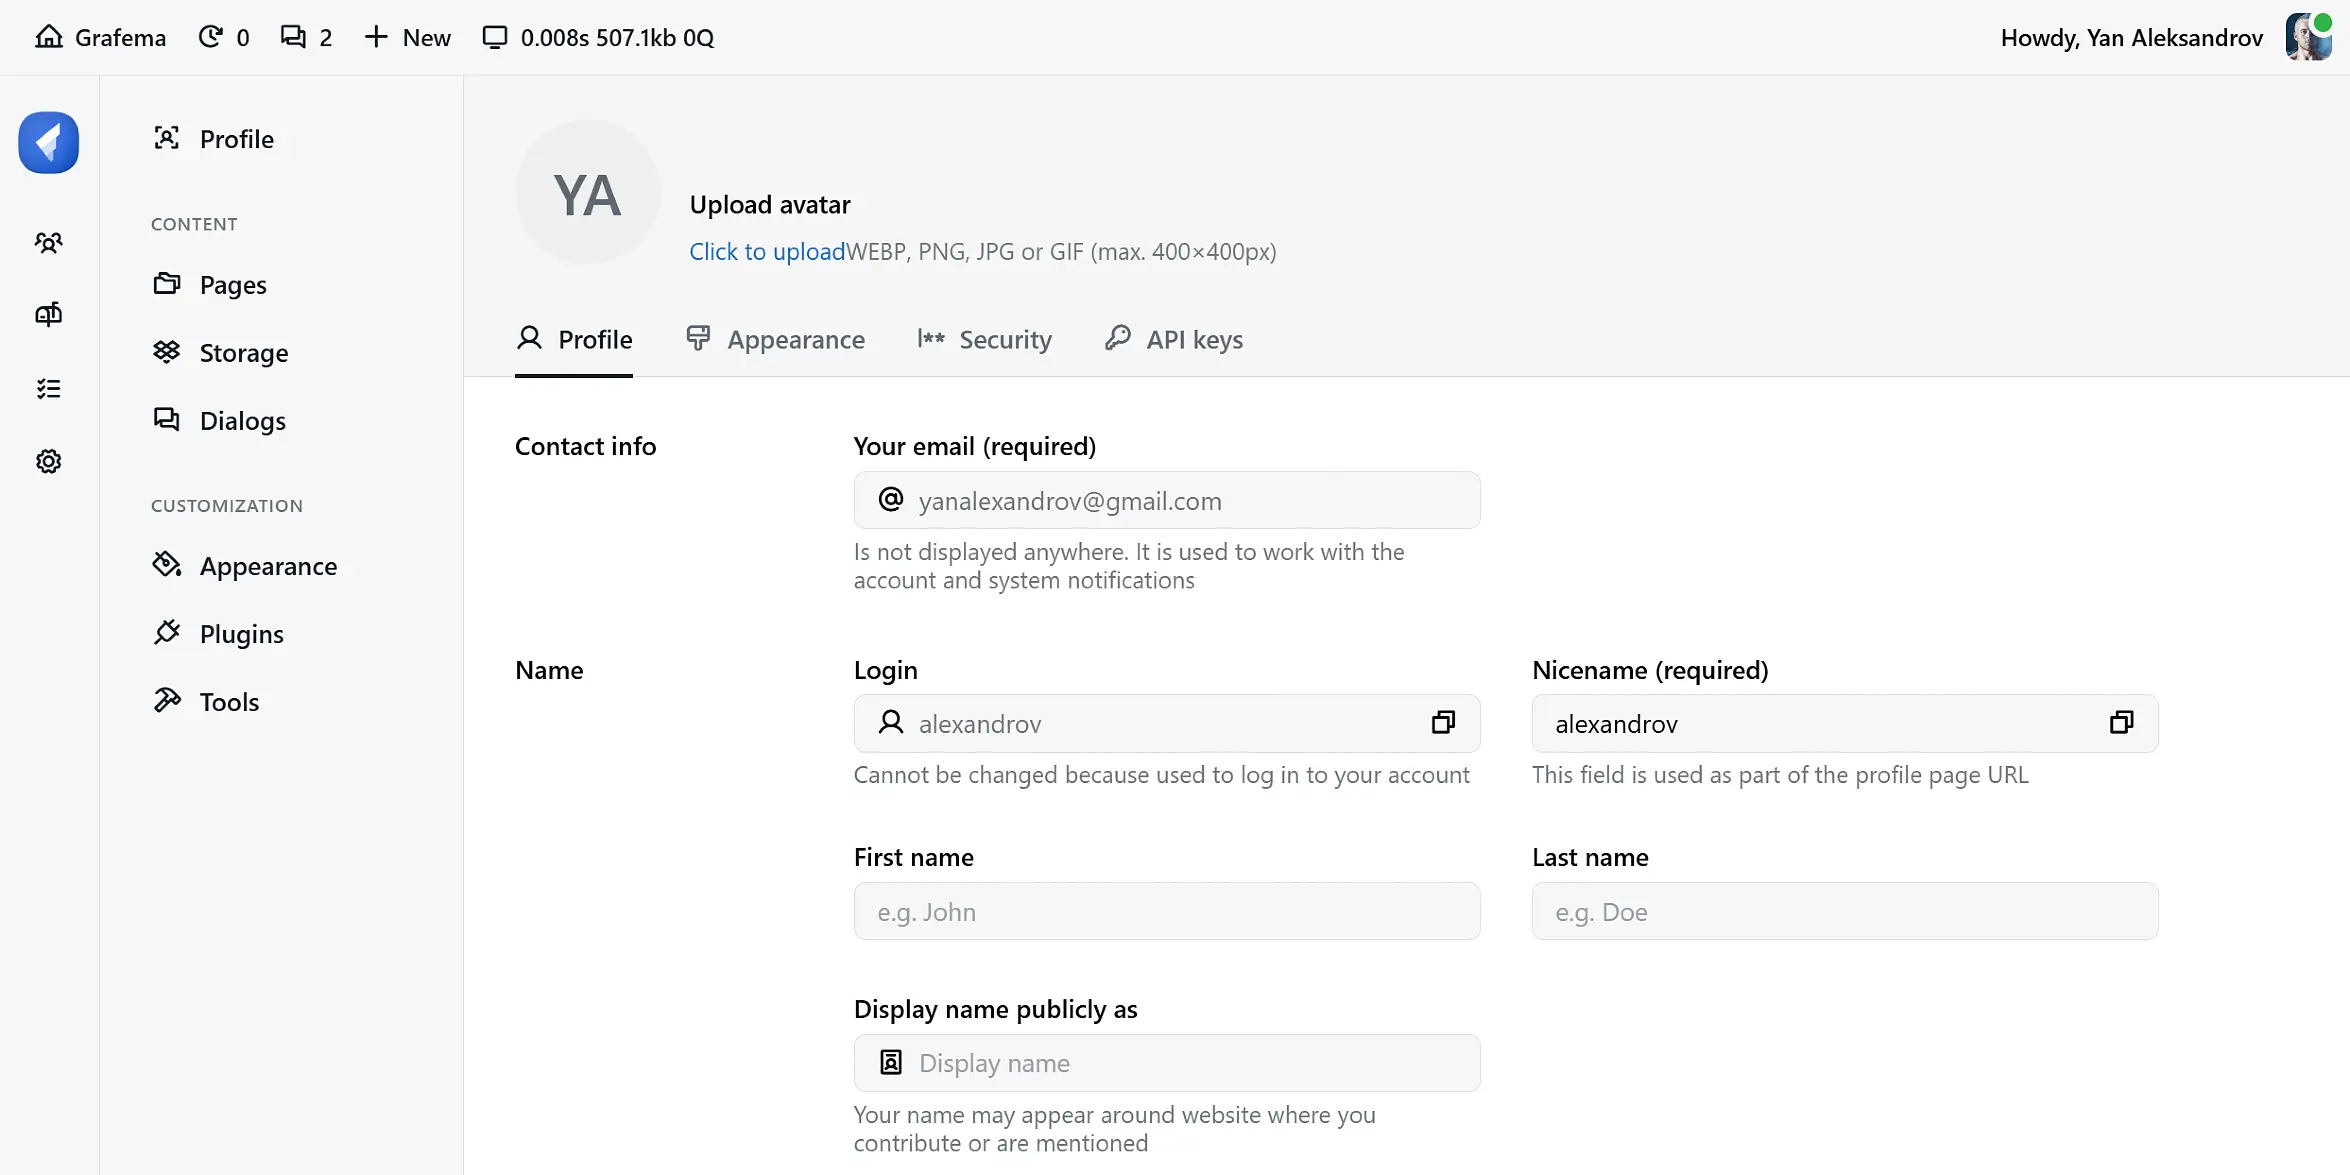 Grafema 0 2 New 0.008s 507.1kb 0Q Howdy, Yan Aleksandrov
Profile
CONTENT
Pages
Storage
Dialogs
CUSTOMIZATION
Appearance
Plugins
Tools
YA
Upload avatar
Click to uploadWEBP, PNG, JPG or GIF (max. 400×400px)
Profile Appearance Security API keys
Contact info
Your email (required)
yanalexandrov@gmail.com
Is not displayed anywhere. It is used to work with the
account and system notifications
Name
Login
alexandrov
Cannot be changed because used to log in to your account
Nicename (required)
alexandrov
This field is used as part of the profile page URL
First name
e.g. John
Last name
e.g. Doe
Display name publicly as
Display name
Your name may appear around website where you
contribute or are mentioned